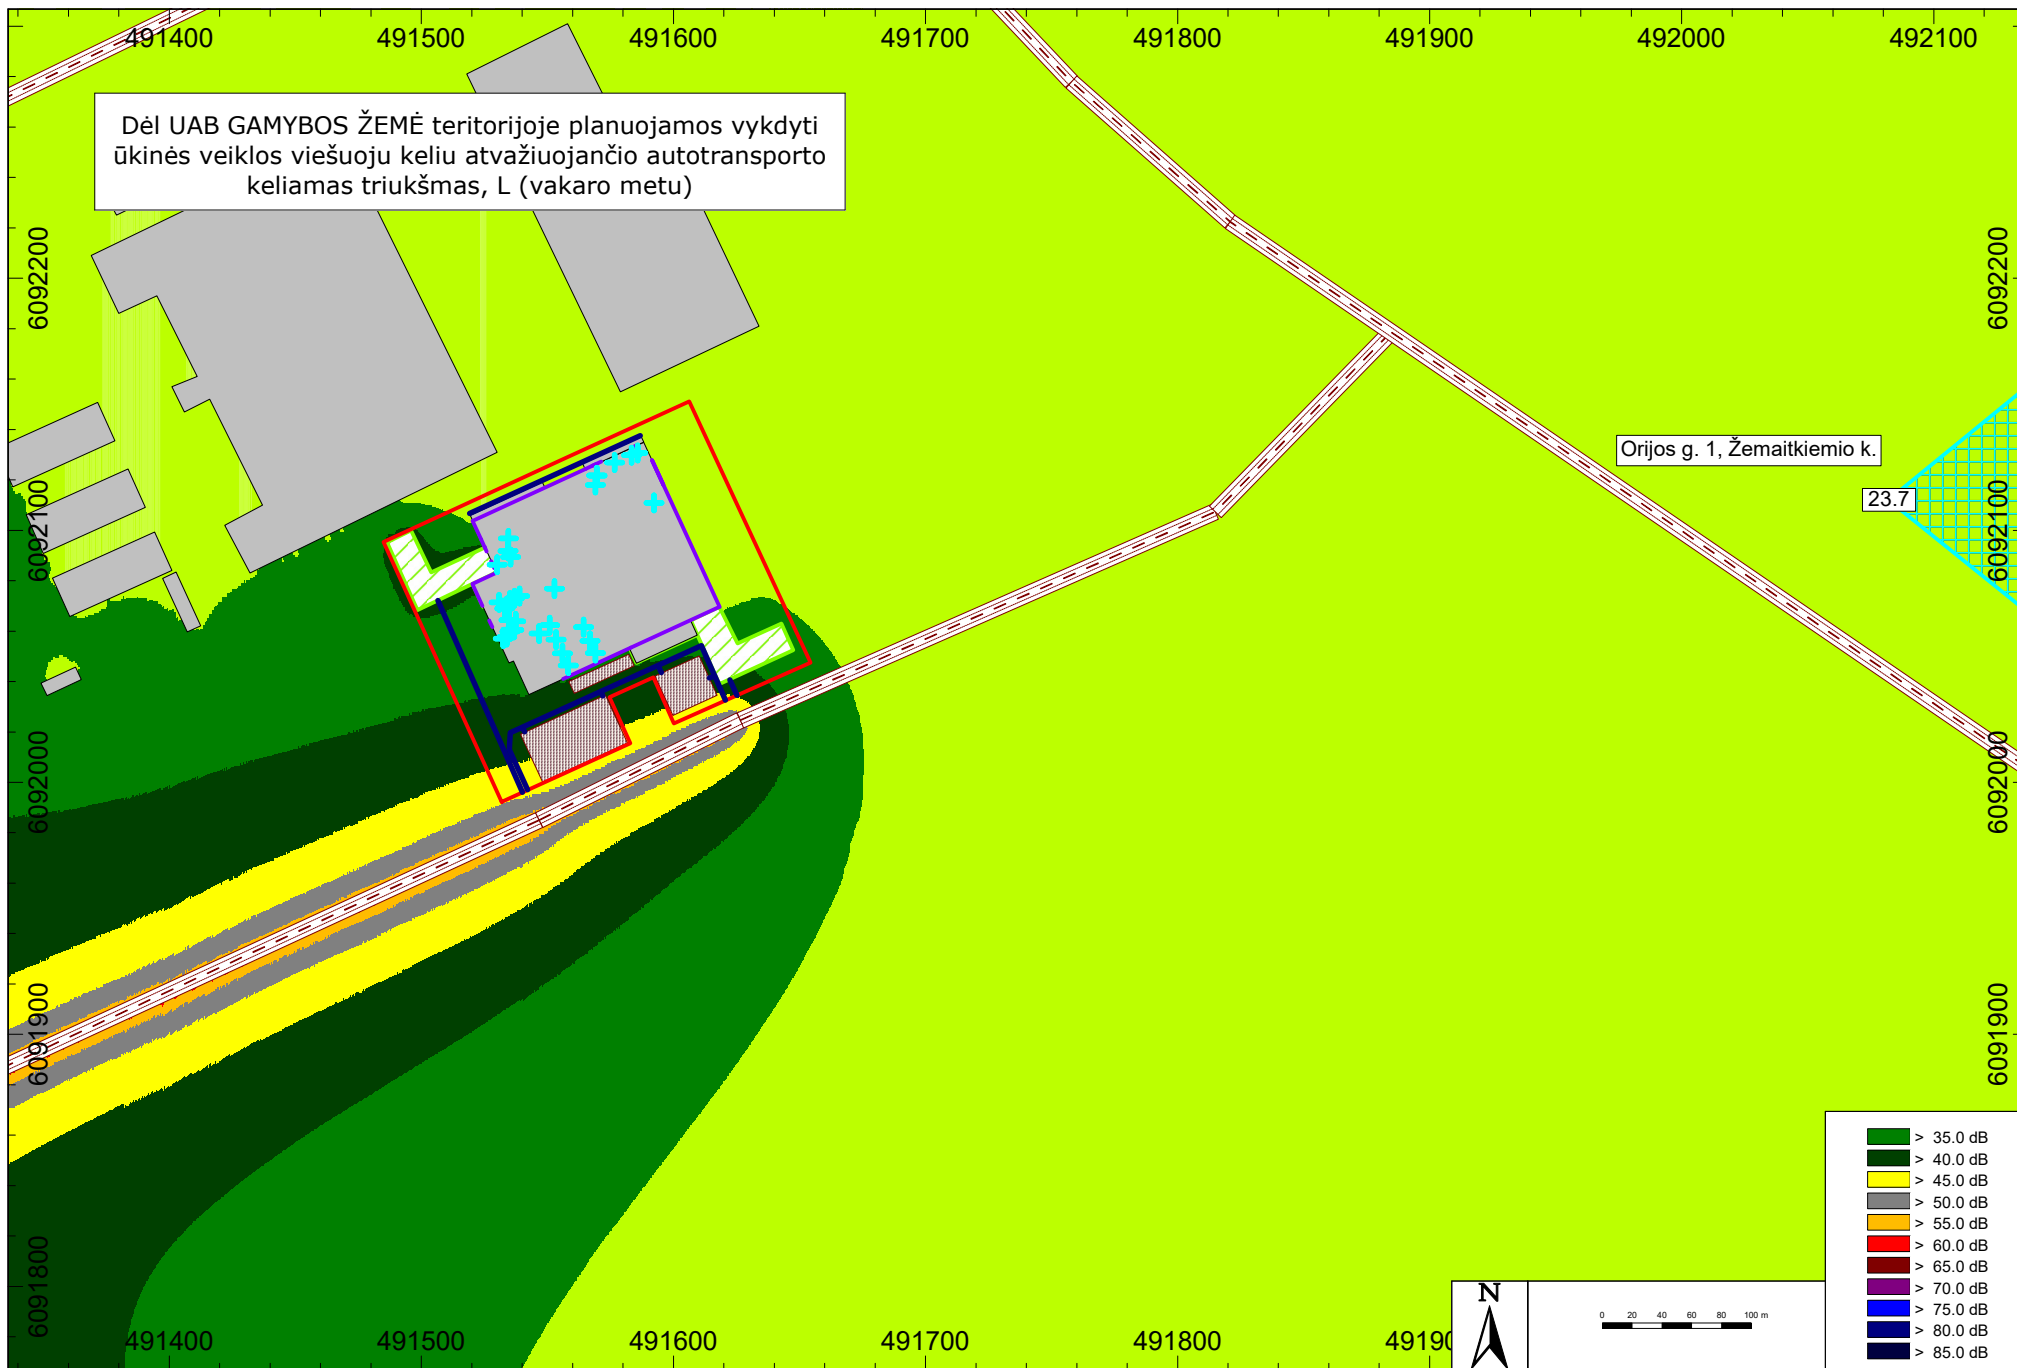 491400 491500 491600 491700 491800 491900 492000 492100
Dėl UAB GAMYBOS ŽEMĖ teritorijoje planuojamos vykdyti
ūkinės veiklos viešuoju keliu atvažiuojančio autotransporto
keliamas triukšmas, L (vakaro metu)
6092200 6092200
Orijos g. 1, Žemaitkiemio k.
23.7
6092100 6092100
6092000 6092000
6091900 6091900
6091800
> 35.0 dB
> 40.0 dB
> 45.0 dB
> 50.0 dB
> 55.0 dB
> 60.0 dB
> 65.0 dB
> 70.0 dB
> 75.0 dB
> 80.0 dB
> 85.0 dB
N
0 20 40 60 80 100 m
491400 491500 491600 491700 491800